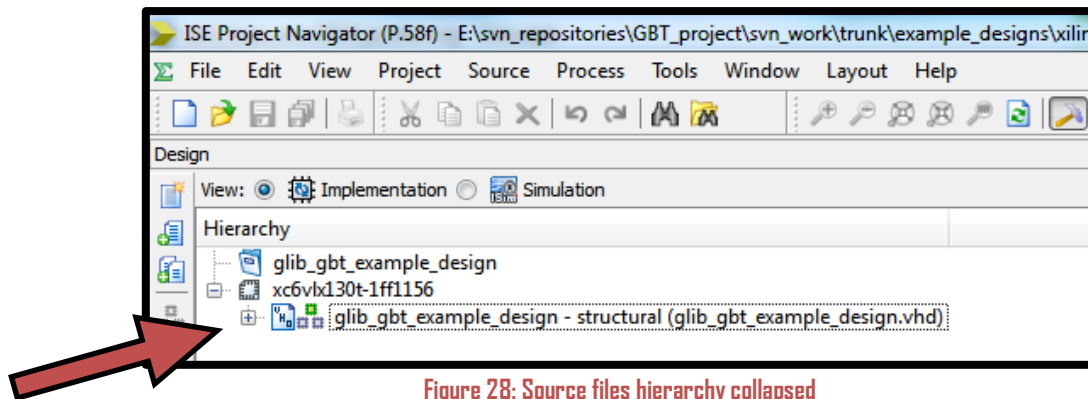 ISE Project Navigator (P.58f) - E:\svn_repositories\GBT_project\svn_work\trunk\example_designs\xilin
File Edit View Project Source Process Tools Window Layout Help
Design
View: Implementation Simulation
Hierarchy
glib_gbt_example_design
xc6vlx130t-1ff1156
glib_gbt_example_design - structural (glib_gbt_example_design.vhd)
Figure 28: Source files hierarchy collapsed